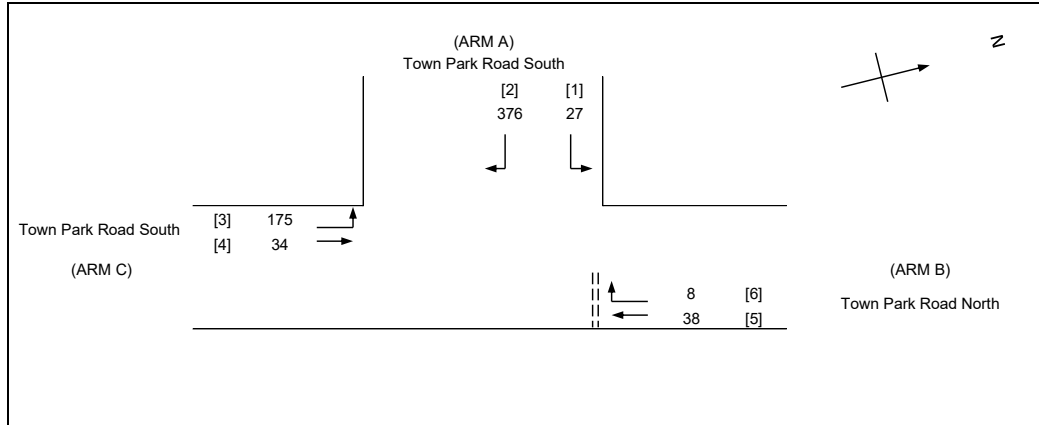 (ARM A)
Town Park Road South
N
[2] [1]
376 27
[3] 175
Town Park Road South
[4] 34
(ARM C)
(ARM B)
8 [6]
Town Park Road North
38 [5]